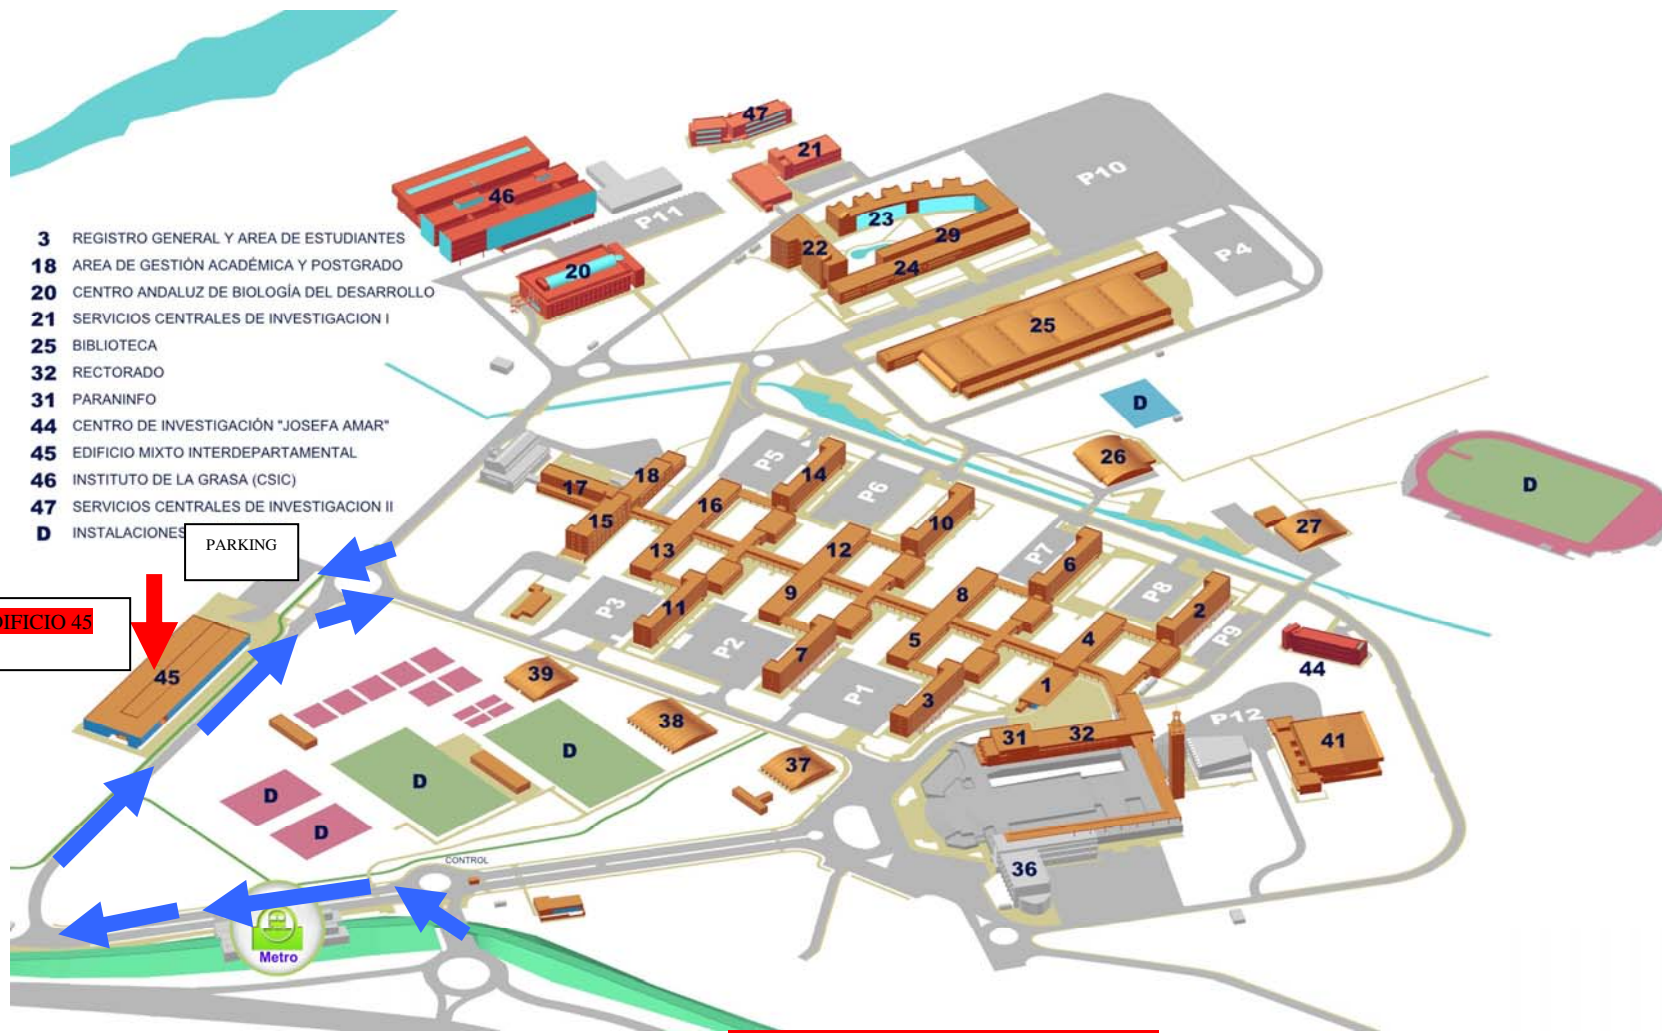 3 REGISTRO GENERAL Y AREA DE ESTUDIANTES
18 AREA DE GESTIÓN ACADÉMICA Y POSTGRADO
20 CENTRO ANDALUZ DE BIOLOGÍA DEL DESARROLLO
21 SERVICIOS CENTRALES DE INVESTIGACION I
25 BIBLIOTECA
32 RECTORADO
31 PARANINFO
44 CENTRO DE INVESTIGACIÓN "JOSEFA AMAR"
45 EDIFICIO MIXTO INTERDEPARTAMENTAL
46 INSTITUTO DE LA GRASA (CSIC)
47 SERVICIOS CENTRALES DE INVESTIGACION II
D INSTALACIONES
PARKING
DIFICIO 45
47
21
46
P11
P10
23
22
29
24
20
P4
25
D
26
D
27
P5
14
18
17
P6
16
15
10
12
13
P7
6
9
8
P8
2
11
P3
P2
5
4
P9
7
44
45
39
P1
3
1
38
P12
31
32
41
D
D
37
D
D
CONTROL
36
Metro